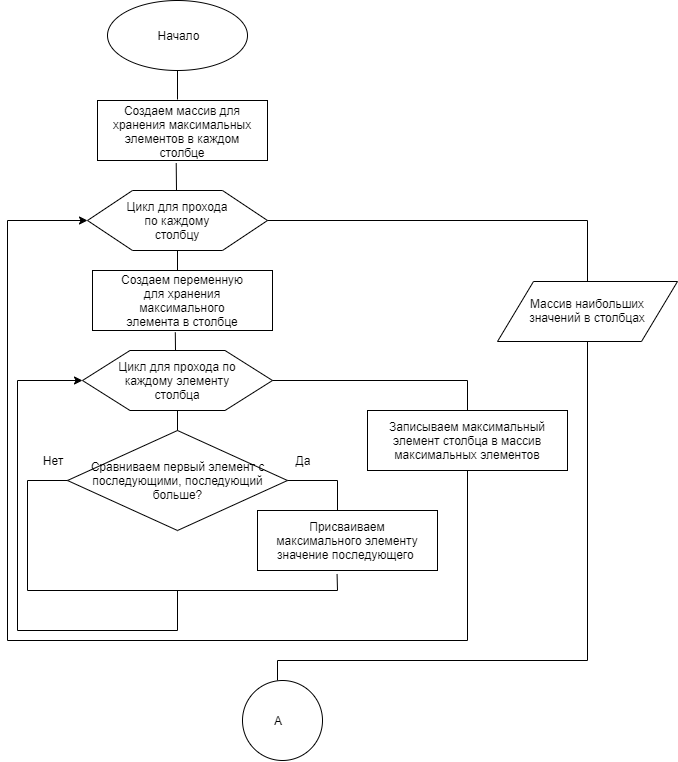 Начало
Создаем массив для
хранения максимальных
элементов в каждом
столбце
Цикл для прохода
по каждому
столбцу
Создаем переменную
для хранения
максимального
элемента в столбце
Массив наибольших
значений в столбцах
Цикл для прохода по
каждому элементу
столбца
Записываем максимальный
элемент столбца в массив
максимальных элементов
Нет
Сравниваем первый элемент с
последующими, последующий
больше?
Да
Присваиваем
максимального элементу
значение последующего
А